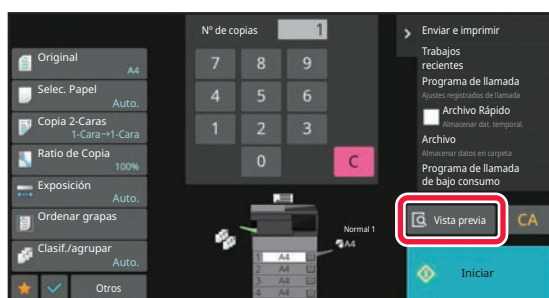 Original
A4
Selec. Papel
Auto.
Copia 2-Caras
1-Cara→1-Cara
Ratio de Copia
100%
Exposición
Auto.
Ordenar grapas
Clasif./agrupar
Auto.
Otros
Nº de copias
1
7 8 9
4 5 6
1 2 3
0 C
Normal 1
A4
1 A4
2 A4
3 A4
4 A4
Enviar e imprimir
Trabajos
recientes
Programa de llamada
Ajustes registrados de llamada
Archivo Rápido
Almacenar dat. temporal.
Archivo
Almacenar datos en carpeta
Programa de llamada
de bajo consumo
Vista previa
CA
Iniciar